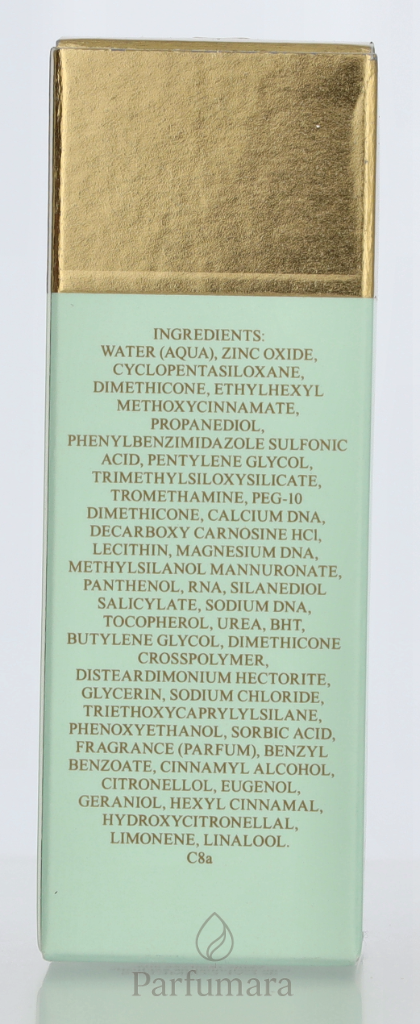 INGREDIENTS:
WATER (AQUA), ZINC OXIDE,
CYCLOPENTASILOXANE,
DIMETHICONE, ETHYLHEXYL
METHOXYCINNAMATE,
PROPANEDIOL,
PHENYLBENZIMIDAZOLE SULFONIC
ACID, PENTYLENE GLYCOL,
TRIMETHYLSILOXYSILICATE,
TROMETHAMINE, PEG-10
DIMETHICONE, CALCIUM DNA,
DECARBOXY CARNOSINE HCl,
LECITHIN, MAGNESIUM DNA,
METHYLSILANOL MANNURONATE,
PANTHENOL, RNA, SILANEDIOL
SALICYLATE, SODIUM DNA,
TOCOPHEROL, UREA, BHT,
BUTYLENE GLYCOL, DIMETHICONE
CROSSPOLYMER,
DISTEARDIMONIUM HECTORITE,
GLYCERIN, SODIUM CHLORIDE,
TRIETHOXYCAPRYLYLSILANE,
PHENOXYETHANOL, SORBIC ACID,
FRAGRANCE (PARFUM), BENZYL
BENZOATE, CINNAMYL ALCOHOL,
CITRONELLOL, EUGENOL,
GERANIOL, HEXYL CINNAMAL,
HYDROXYCITRONELLAL,
LIMONENE, LINALOOL.
C8a
Parfumara